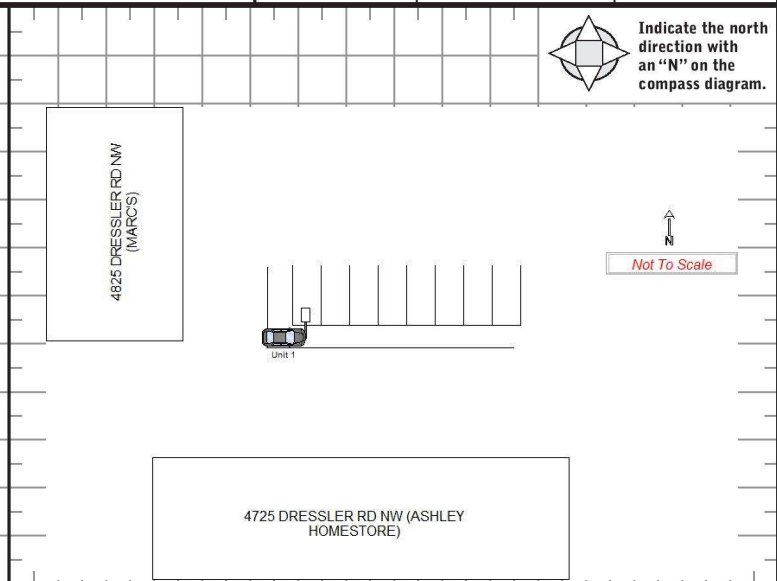 Indicate the north
direction with
an “N” on the
compass diagram.
4825 DRESSLER RD NW
(MARC'S)
N
Not To Scale
Unit 1
4725 DRESSLER RD NW (ASHLEY
HOMESTORE)